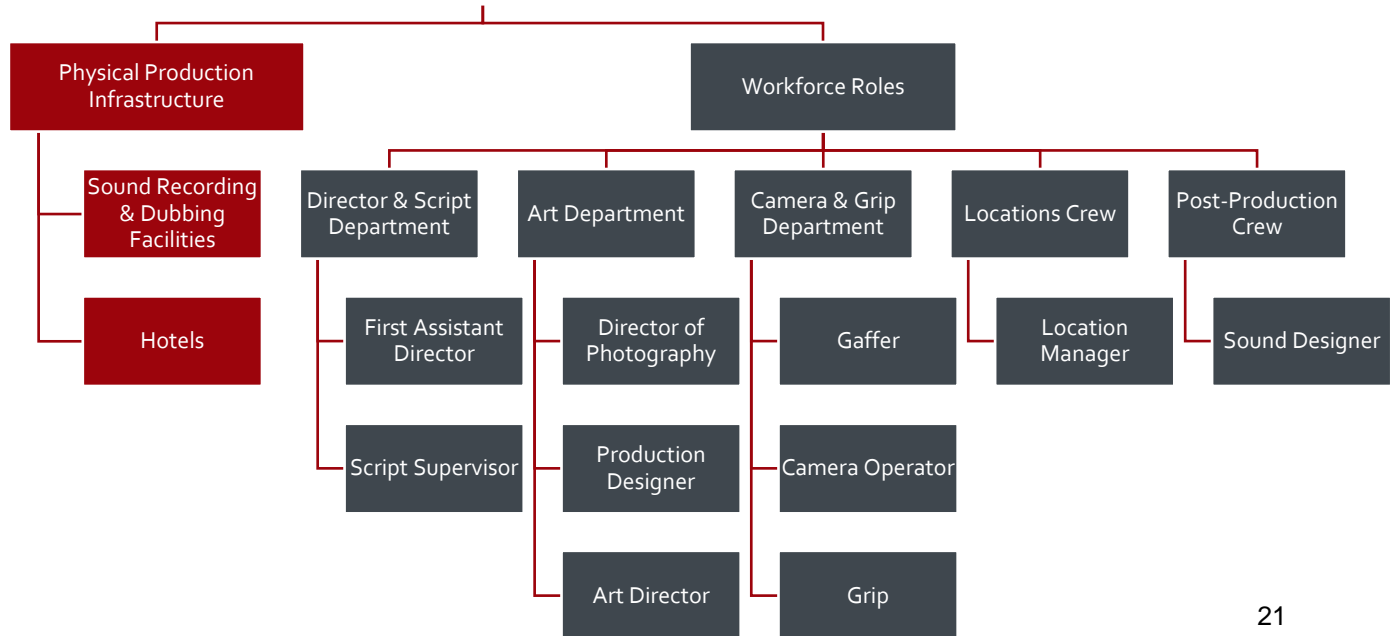 Physical Production
Infrastructure
Workforce Roles
Sound Recording
& Dubbing
Facilities
Director & Script
Department
Art Department
Camera & Grip
Department
Locations Crew
Post-Production
Crew
Hotels
First Assistant
Director
Director of
Photography
Gaffer
Location
Manager
Sound Designer
Script Supervisor
Production
Designer
Camera Operator
Art Director
Grip
21